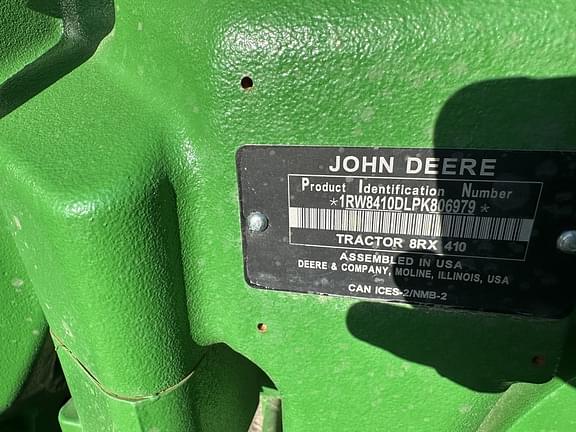 JOHN DEERE
Product Identification Number
*1RW8410DLPK806979*
TRACTOR 8RX 410
ASSEMBLED IN USA
DEERE & COMPANY, MOLINE, ILLINOIS, USA
CAN ICES-2/NMB-2